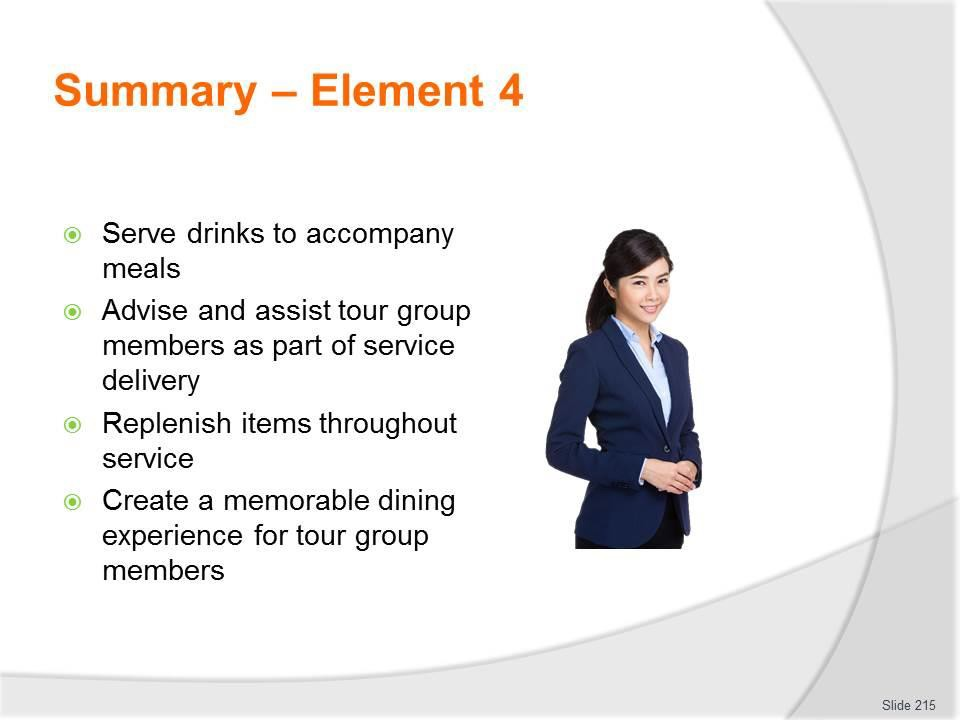 Summary – Element 4
Serve drinks to accompany
meals
Advise and assist tour group
members as part of service
delivery
Replenish items throughout
service
Create a memorable dining
experience for tour group
members
Slide 215